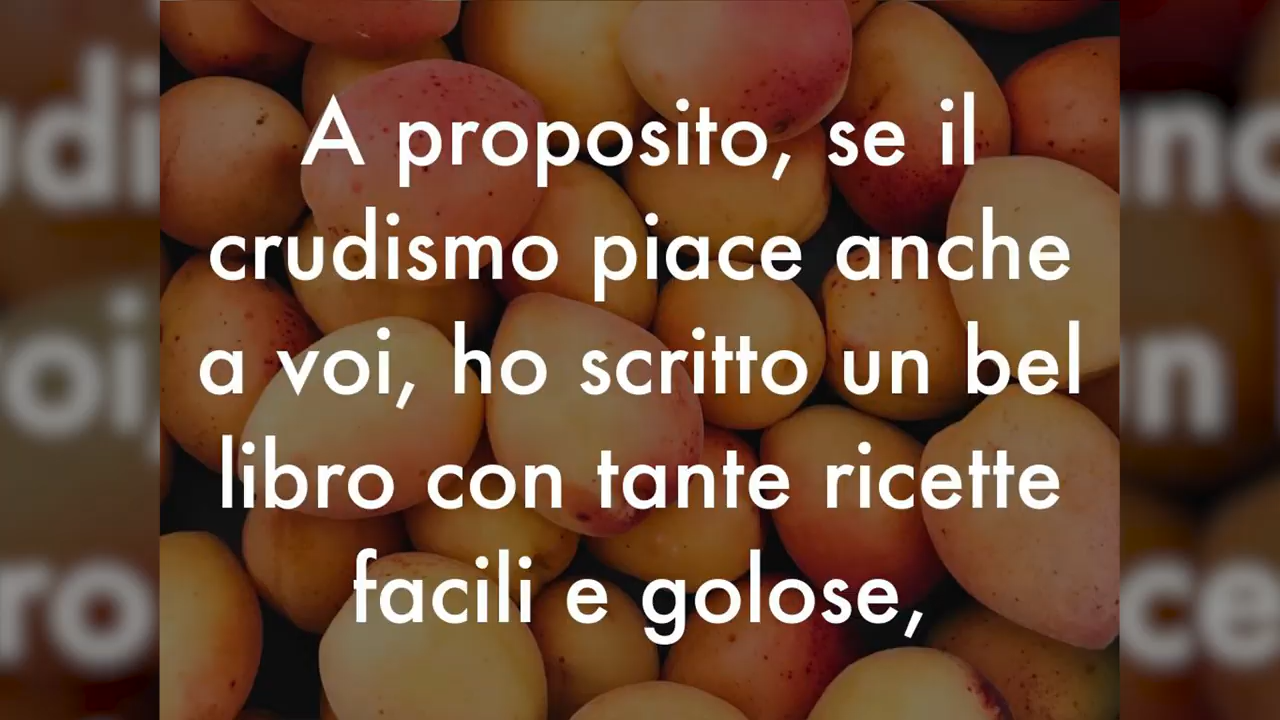 A proposito, se il
crudismo piace anche
a voi, ho scritto un bel
libro con tante ricette
facili e golose,